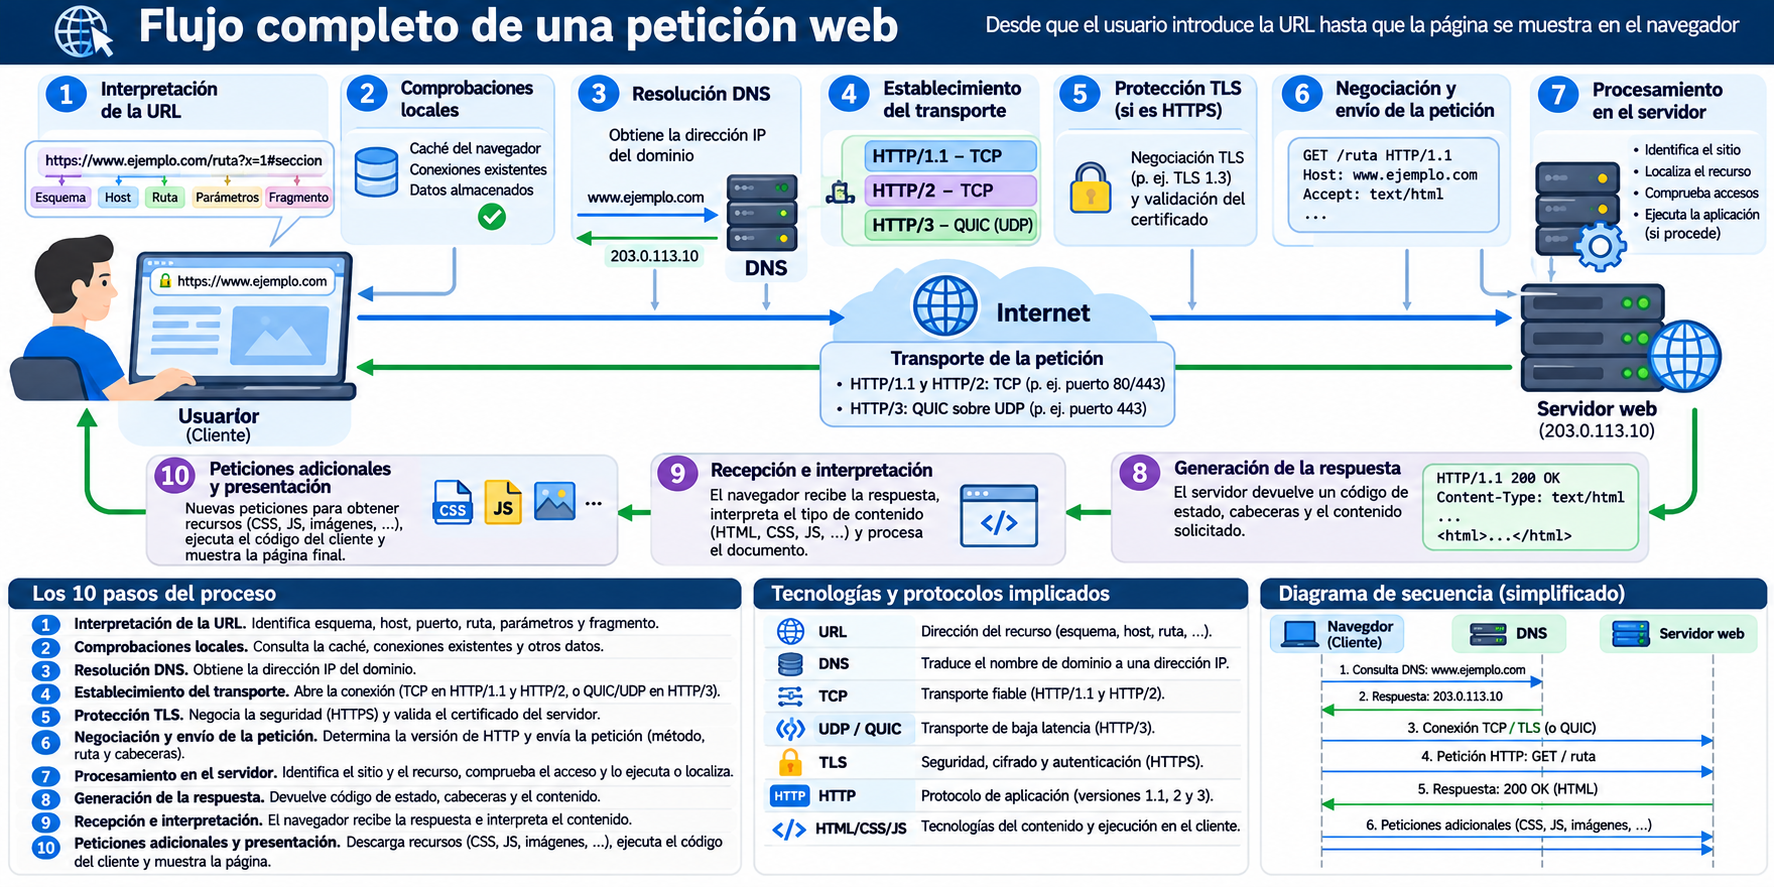 Flujo completo de una petición web
Desde que el usuario introduce la URL hasta que la página se muestra en el navegador
1
Interpretación
de la URL
https://www.ejemplo.com/ruta?x=1#seccion
Esquema
Host
Ruta
Parámetros
Fragmento
2
Comprobaciones
locales
Caché del navegador
Conexiones existentes
Datos almacenados
3
Resolución DNS
Obtiene la dirección IP
del dominio
www.ejemplo.com
203.0.113.10
DNS
4
Establecimiento
del transporte
HTTP/1.1 – TCP
HTTP/2 – TCP
HTTP/3 – QUIC (UDP)
5
Protección TLS
(si es HTTPS)
Negociación TLS
(p. ej. TLS 1.3)
y validación del
certificado
6
Negociación y
envío de la petición
GET /ruta HTTP/1.1
Host: www.ejemplo.com
Accept: text/html
...
7
Procesamiento
en el servidor
• Identifica el sitio
• Localiza el recurso
• Comprueba accesos
• Ejecuta la aplicación
(si procede)
https://www.ejemplo.com
Usuarıor
(Cliente)
Internet
Transporte de la petición
• HTTP/1.1 y HTTP/2: TCP (p. ej. puerto 80/443)
• HTTP/3: QUIC sobre UDP (p. ej. puerto 443)
Servidor web
(203.0.113.10)
10
Peticiones adicionales
y presentación
Nuevas peticiones para obtener
recursos (CSS, JS, imágenes, ...),
ejecuta el código del cliente y
muestra la página final.
CSS
JS
...
9
Recepción e interpretación
El navegador recibe la respuesta,
interpreta el tipo de contenido
(HTML, CSS, JS, ...) y procesa
el documento.
</>
8
Generación de la respuesta
El servidor devuelve un código de
estado, cabeceras y el contenido
solicitado.
HTTP/1.1 200 OK
Content-Type: text/html
...
<html>...</html>
Los 10 pasos del proceso
1 Interpretación de la URL. Identifica esquema, host, puerto, ruta, parámetros y fragmento.
2 Comprobaciones locales. Consulta la caché, conexiones existentes y otros datos.
3 Resolución DNS. Obtiene la dirección IP del dominio.
4 Establecimiento del transporte. Abre la conexión (TCP en HTTP/1.1 y HTTP/2, o QUIC/UDP en HTTP/3).
5 Protección TLS. Negocia la seguridad (HTTPS) y valida el certificado del servidor.
6 Negociación y envío de la petición. Determina la versión de HTTP y envía la petición (método,
ruta y cabeceras).
7 Procesamiento en el servidor. Identifica el sitio y el recurso, comprueba el acceso y lo ejecuta o localiza.
8 Generación de la respuesta. Devuelve código de estado, cabeceras y el contenido.
9 Recepción e interpretación. El navegador recibe la respuesta e interpreta el contenido.
10 Peticiones adicionales y presentación. Descarga recursos (CSS, JS, imágenes, ...), ejecuta el código
del cliente y muestra la página.
Tecnologías y protocolos implicados
URL Dirección del recurso (esquema, host, ruta, ...).
DNS Traduce el nombre de dominio a una dirección IP.
TCP Transporte fiable (HTTP/1.1 y HTTP/2).
UDP / QUIC Transporte de baja latencia (HTTP/3).
TLS Seguridad, cifrado y autenticación (HTTPS).
HTTP HTTP Protocolo de aplicación (versiones 1.1, 2 y 3).
</> HTML/CSS/JS Tecnologías del contenido y ejecución en el cliente.
Diagrama de secuencia (simplificado)
Navegdor
(Cliente)
DNS
Servidor web
1. Consulta DNS: www.ejemplo.com
2. Respuesta: 203.0.113.10
3. Conexión TCP / TLS (o QUIC)
4. Petición HTTP: GET / ruta
5. Respuesta: 200 OK (HTML)
6. Peticiones adicionales (CSS, JS, imágenes, ...)